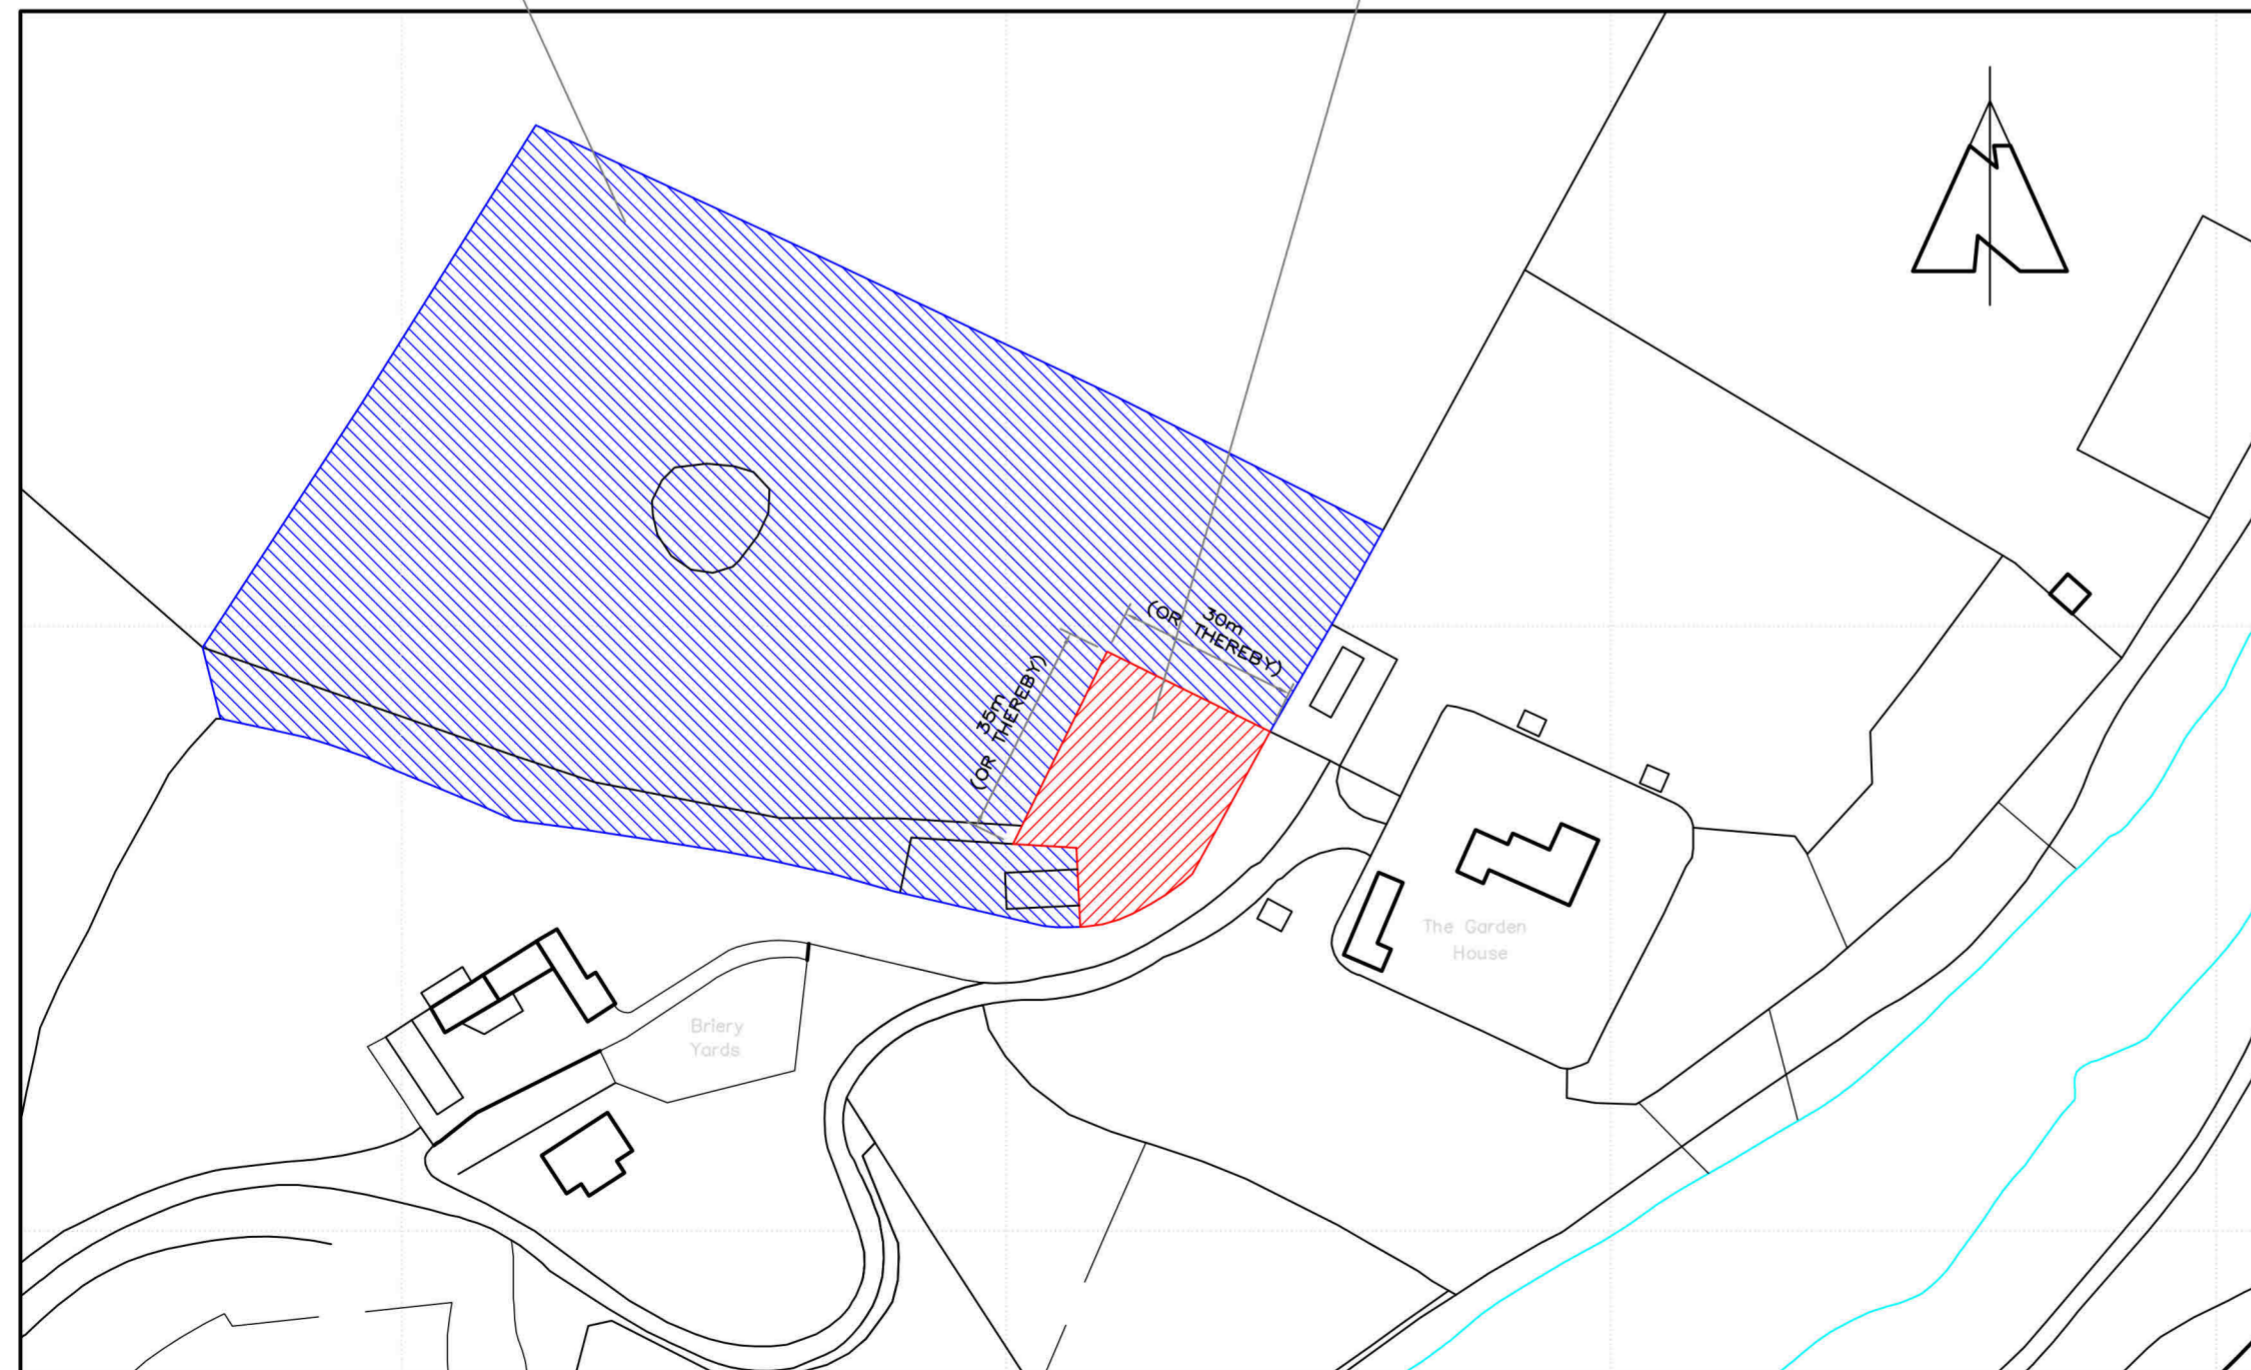 30m
(OR THEREBY)
35m
(OR THEREBY)
The Garden
House
Briery
Yards